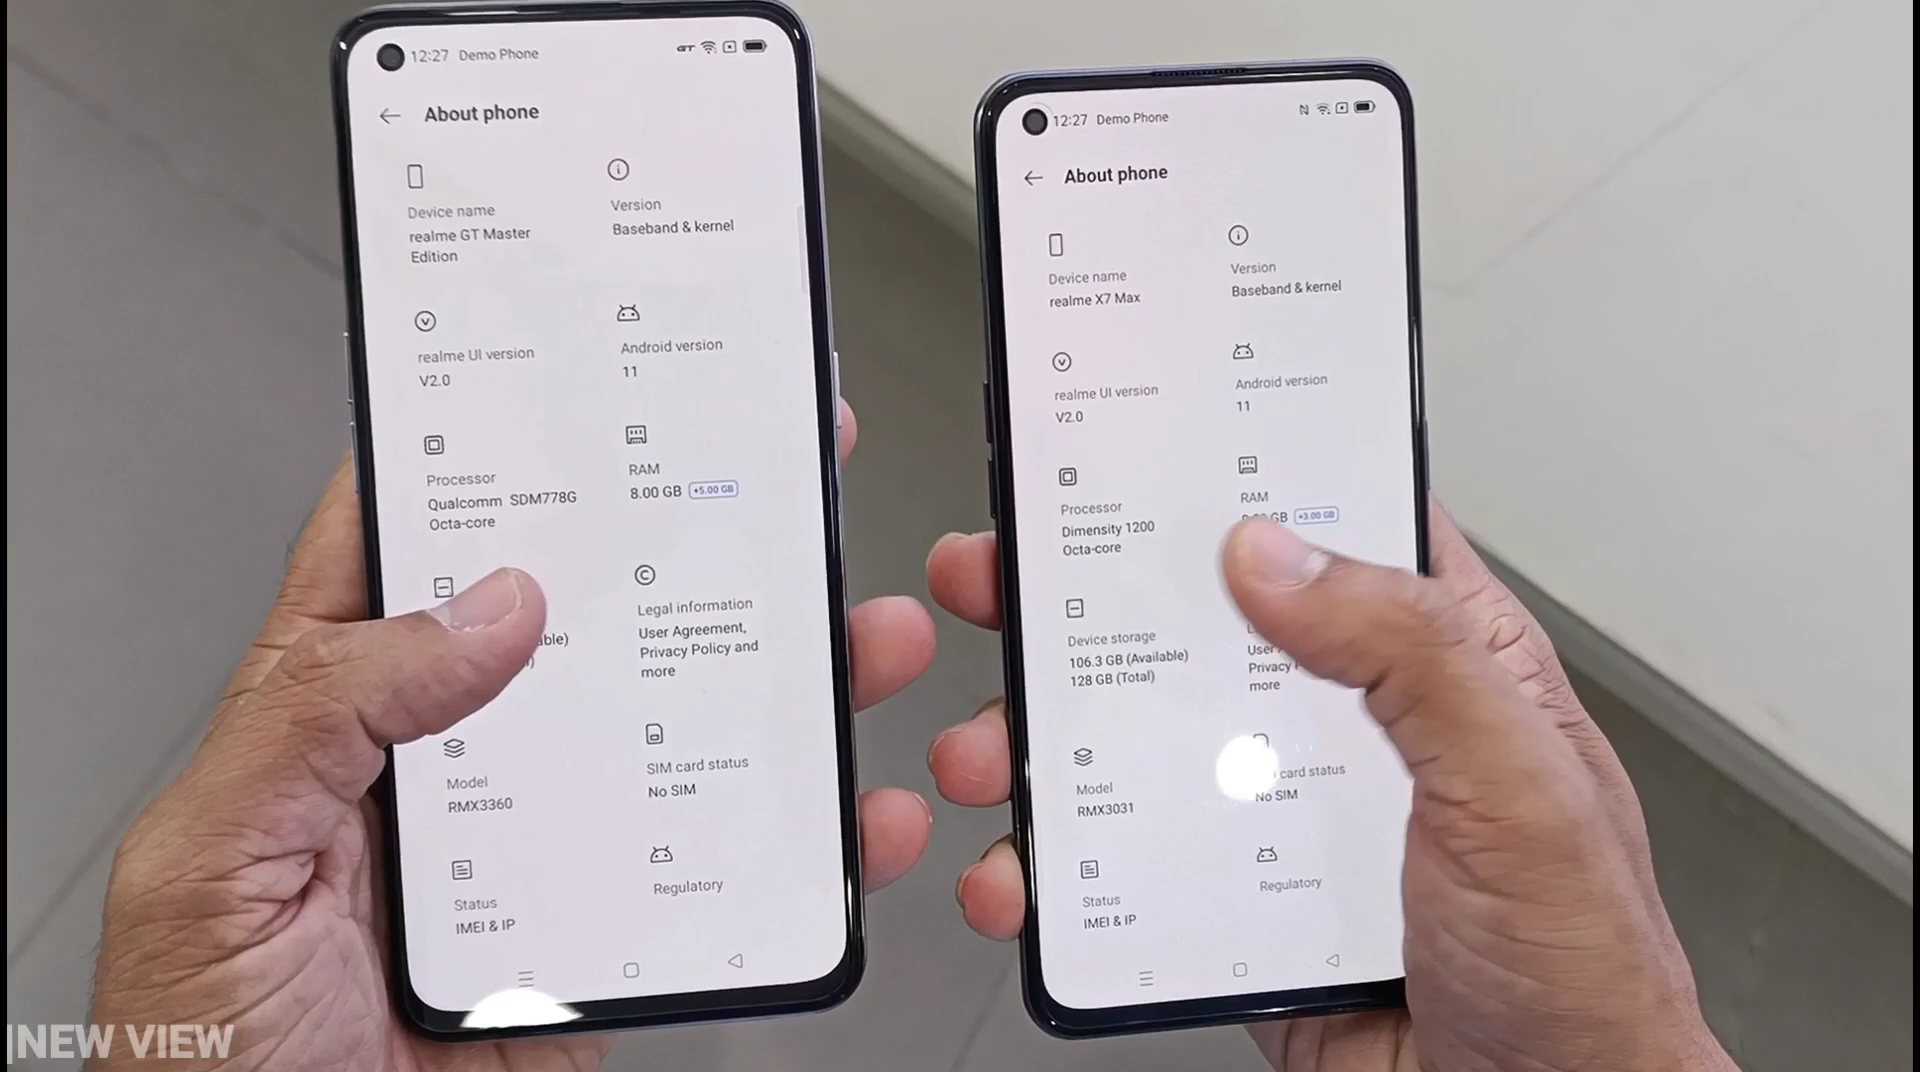 12:27 Demo Phone
GT
About phone
Device name
realme GT Master
Edition
Version
Baseband & kernel
realme UI version
V2.0
Android version
11
Processor
Qualcomm SDM778G
Octa-core
RAM
8.00 GB +5.00 GB
Legal information
User Agreement,
Privacy Policy and
more
Model
RMX3360
SIM card status
No SIM
Status
IMEI & IP
Regulatory
12:27 Demo Phone
About phone
Device name
realme X7 Max
Version
Baseband & kernel
realme UI version
V2.0
Android version
11
Processor
Dimensity 1200
Octa-core
RAM
GB +3.00 GB
Device storage
106.3 GB (Available)
128 GB (Total)
User
Privacy
more
Model
RMX3031
card status
No SIM
Status
IMEI & IP
Regulatory
NEW VIEW